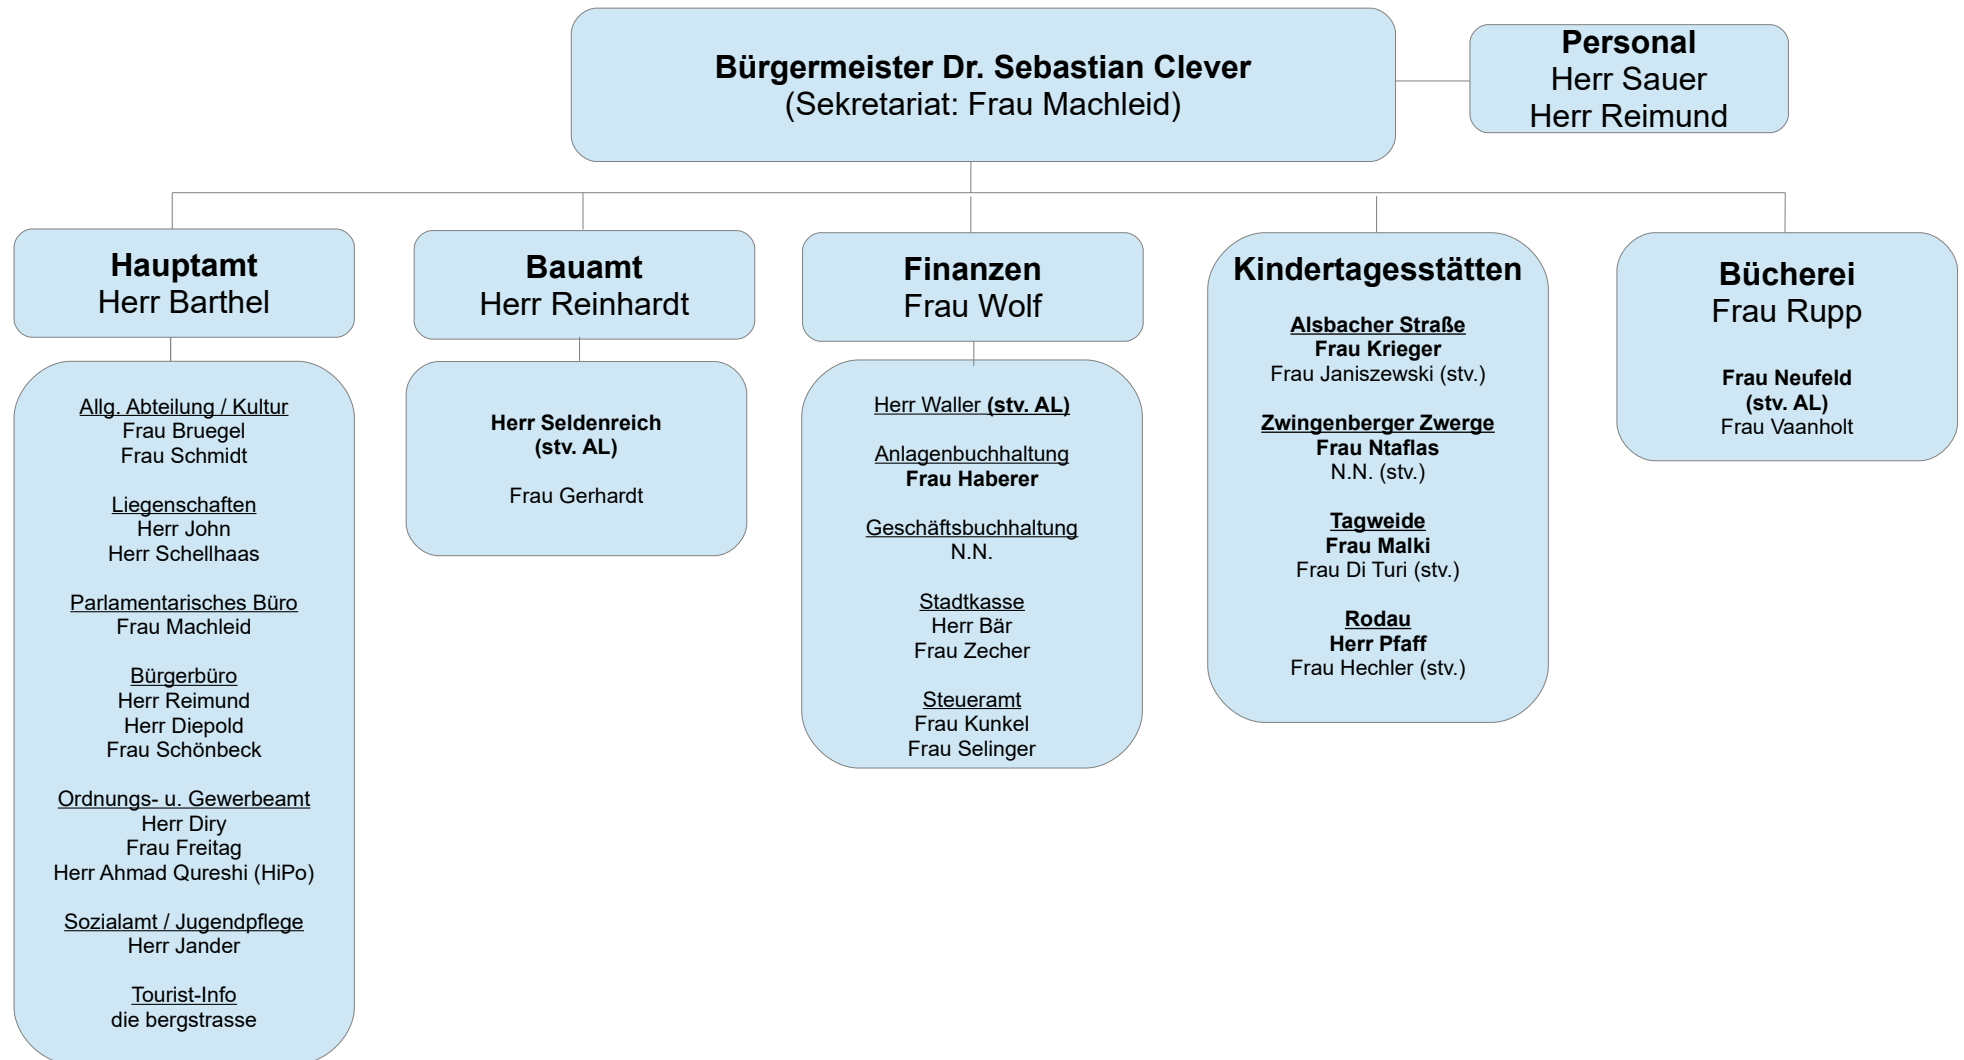 Bürgermeister Dr. Sebastian Clever
(Sekretariat: Frau Machleid)
Personal
Herr Sauer
Herr Reimund
Hauptamt
Herr Barthel
Allg. Abteilung / Kultur
Frau Bruegel
Frau Schmidt
Liegenschaften
Herr John
Herr Schellhaas
Parlamentarisches Büro
Frau Machleid
Bürgerbüro
Herr Reimund
Herr Diepold
Frau Schönbeck
Ordnungs- u. Gewerbeamt
Herr Diry
Frau Freitag
Herr Ahmad Qureshi (HiPo)
Sozialamt / Jugendpflege
Herr Jander
Tourist-Info
die bergstrasse
Bauamt
Herr Reinhardt
Herr Seldenreich
(stv. AL)
Frau Gerhardt
Finanzen
Frau Wolf
Herr Waller (stv. AL)
Anlagenbuchhaltung
Frau Haberer
Geschäftsbuchhaltung
N.N.
Stadtkasse
Herr Bär
Frau Zecher
Steueramt
Frau Kunkel
Frau Selinger
Kindertagesstätten
Alsbacher Straße
Frau Krieger
Frau Janiszewski (stv.)
Zwingenberger Zwerge
Frau Ntaflas
N.N. (stv.)
Tagweide
Frau Malki
Frau Di Turi (stv.)
Rodau
Herr Pfaff
Frau Hechler (stv.)
Bücherei
Frau Rupp
Frau Neufeld
(stv. AL)
Frau Vaanholt